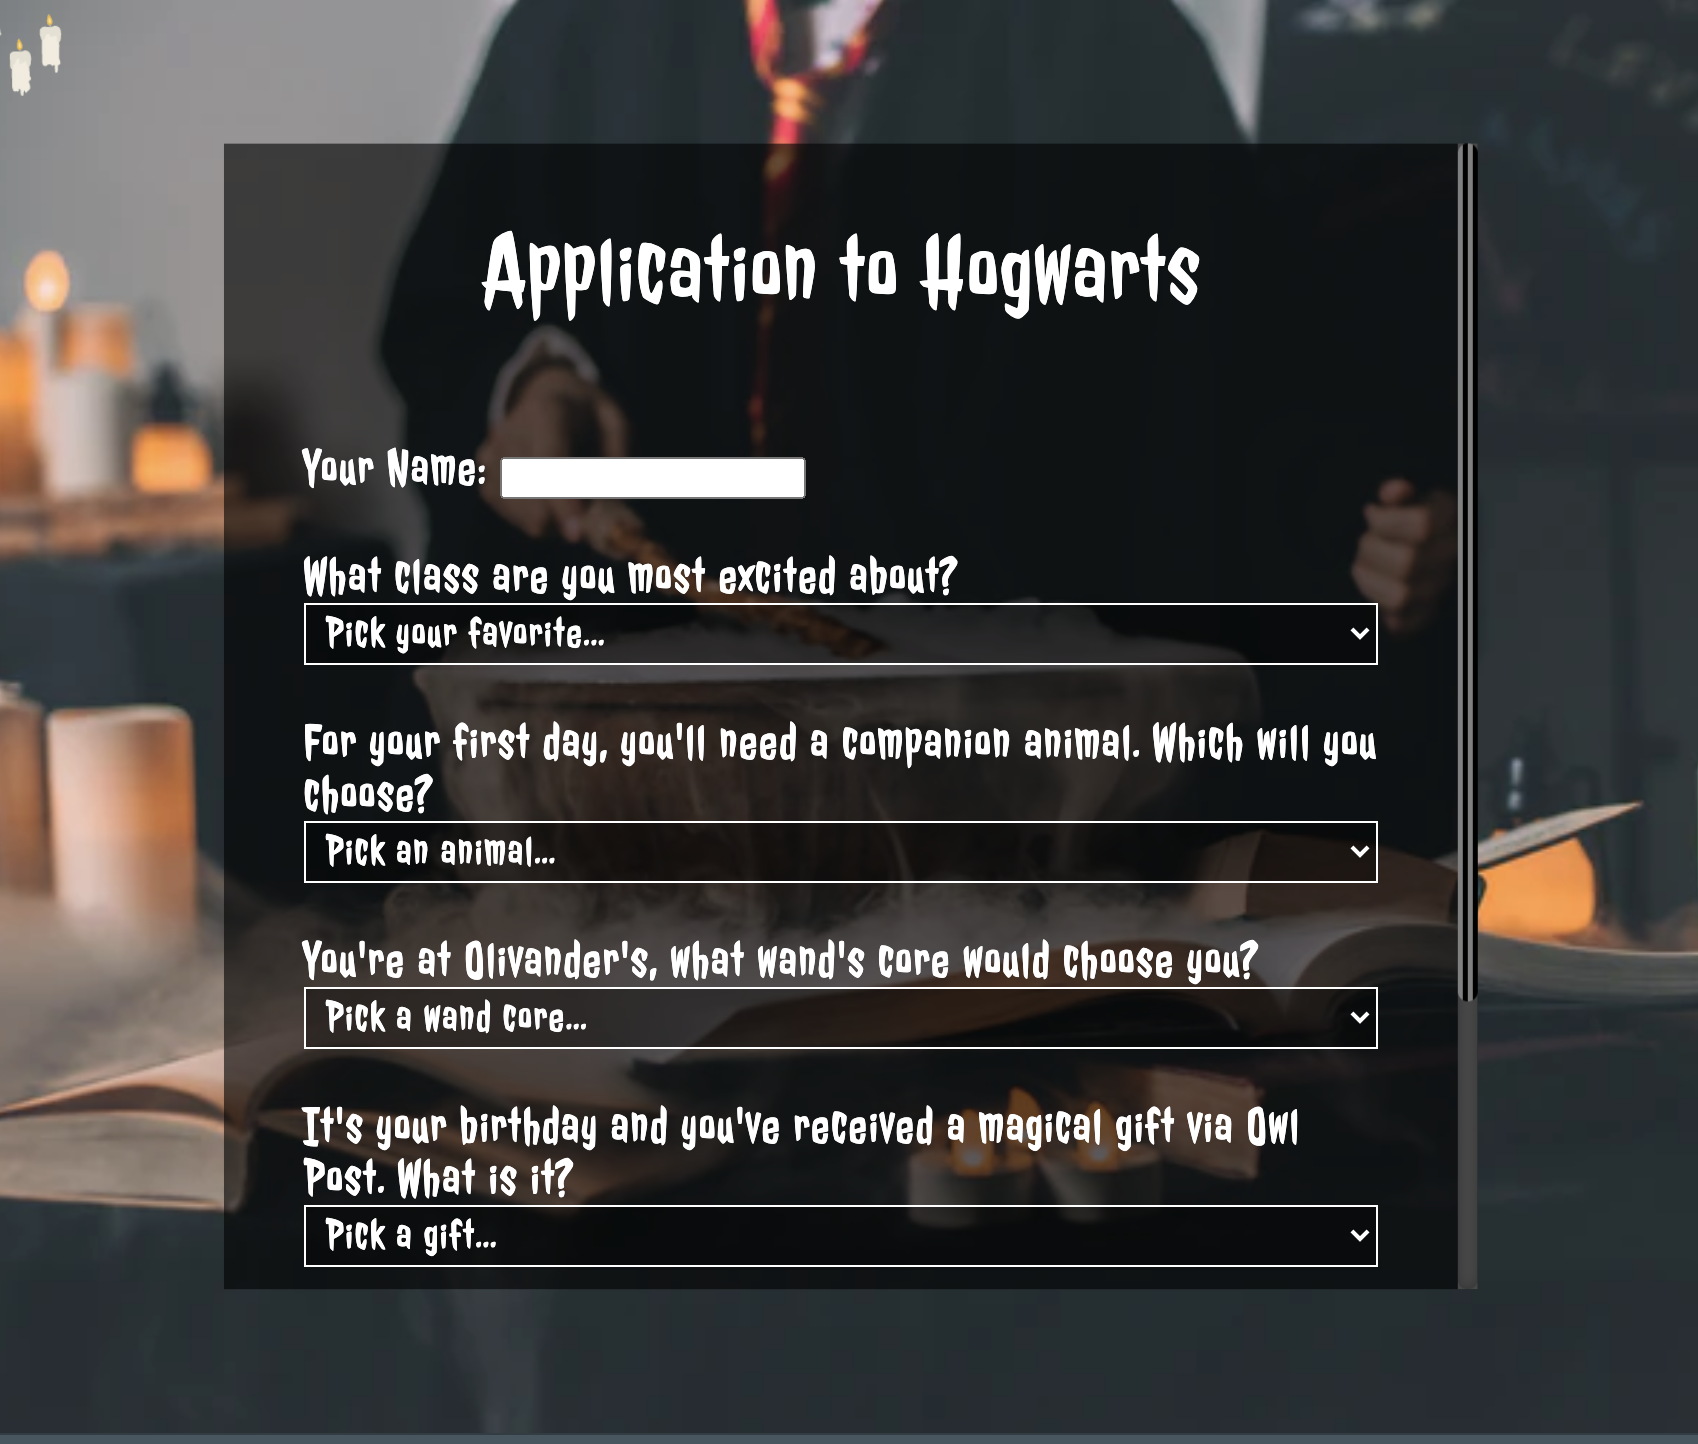 Application to Hogwarts
Your Name:
What class are you most excited about?
Pick your favorite...
For your first day, you'll need a companion animal. Which will you
choose?
Pick an animal...
You're at Olivander's, what wand's core would choose you?
Pick a wand core...
It's your birthday and you've received a magical gift via Owl
Post. What is it?
Pick a gift...